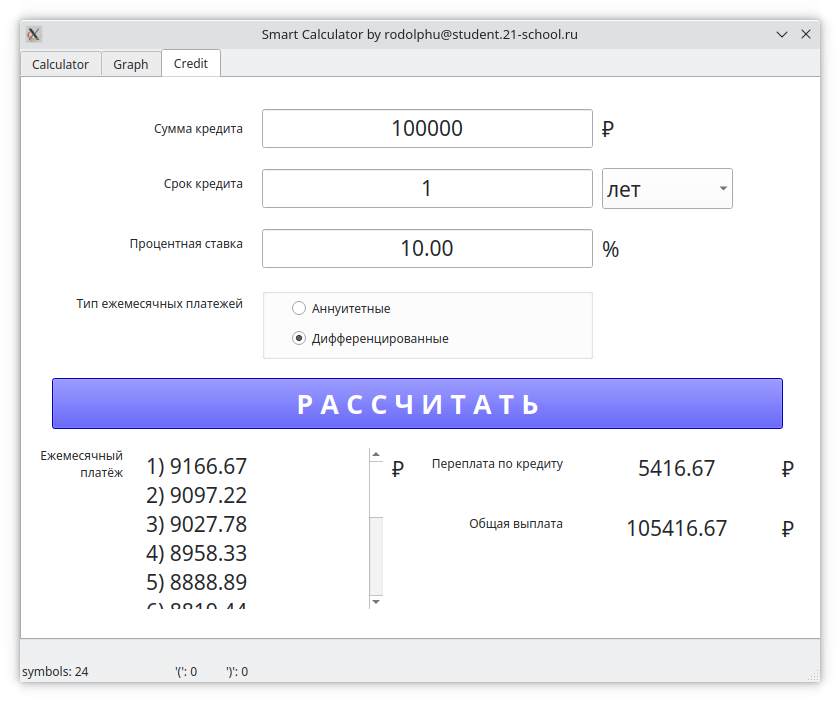 Smart Calculator by rodolphu@student.21-school.ru
Calculator Graph Credit
Сумма кредита 100000 ₽
Срок кредита 1 лет
Процентная ставка 10.00 %
Тип ежемесячных платежей
Аннуитетные
Дифференцированные
РАССЧИТАТЬ
Ежемесячный
платёж
1) 9166.67
2) 9097.22
3) 9027.78
4) 8958.33
5) 8888.89
6) 8819.44
₽
Переплата по кредиту 5416.67 ₽
Общая выплата 105416.67 ₽
symbols: 24 '(': 0 ')': 0